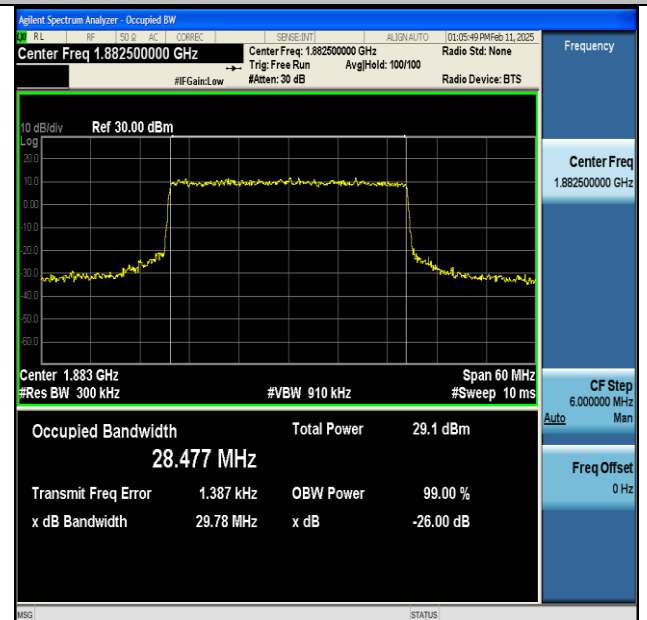 Agilent Spectrum Analyzer - Occupied BW
RL RF 50 Ω AC CORREC SENSE:INT ALIGN AUTO 01:05:49 PM Feb 11, 2025
Center Freq 1.882500000 GHz
Center Freq: 1.882500000 GHz
Radio Std: None
Trig: Free Run Avg|Hold: 100/100
#IFGain:Low
#Atten: 30 dB
Radio Device: BTS
10 dB/div Ref 30.00 dBm
Log
20.0
10.0
0.00
-10.0
-20.0
-30.0
-40.0
-50.0
-60.0
Center 1.883 GHz Span 60 MHz
#Res BW 300 kHz #VBW 910 kHz #Sweep 10 ms
Occupied Bandwidth Total Power 29.1 dBm
28.477 MHz
Transmit Freq Error 1.387 kHz OBW Power 99.00 %
x dB Bandwidth 29.78 MHz x dB -26.00 dB
MSG STATUS
Frequency
Center Freq
1.882500000 GHz
CF Step
6.000000 MHz
Auto Man
Freq Offset
0 Hz